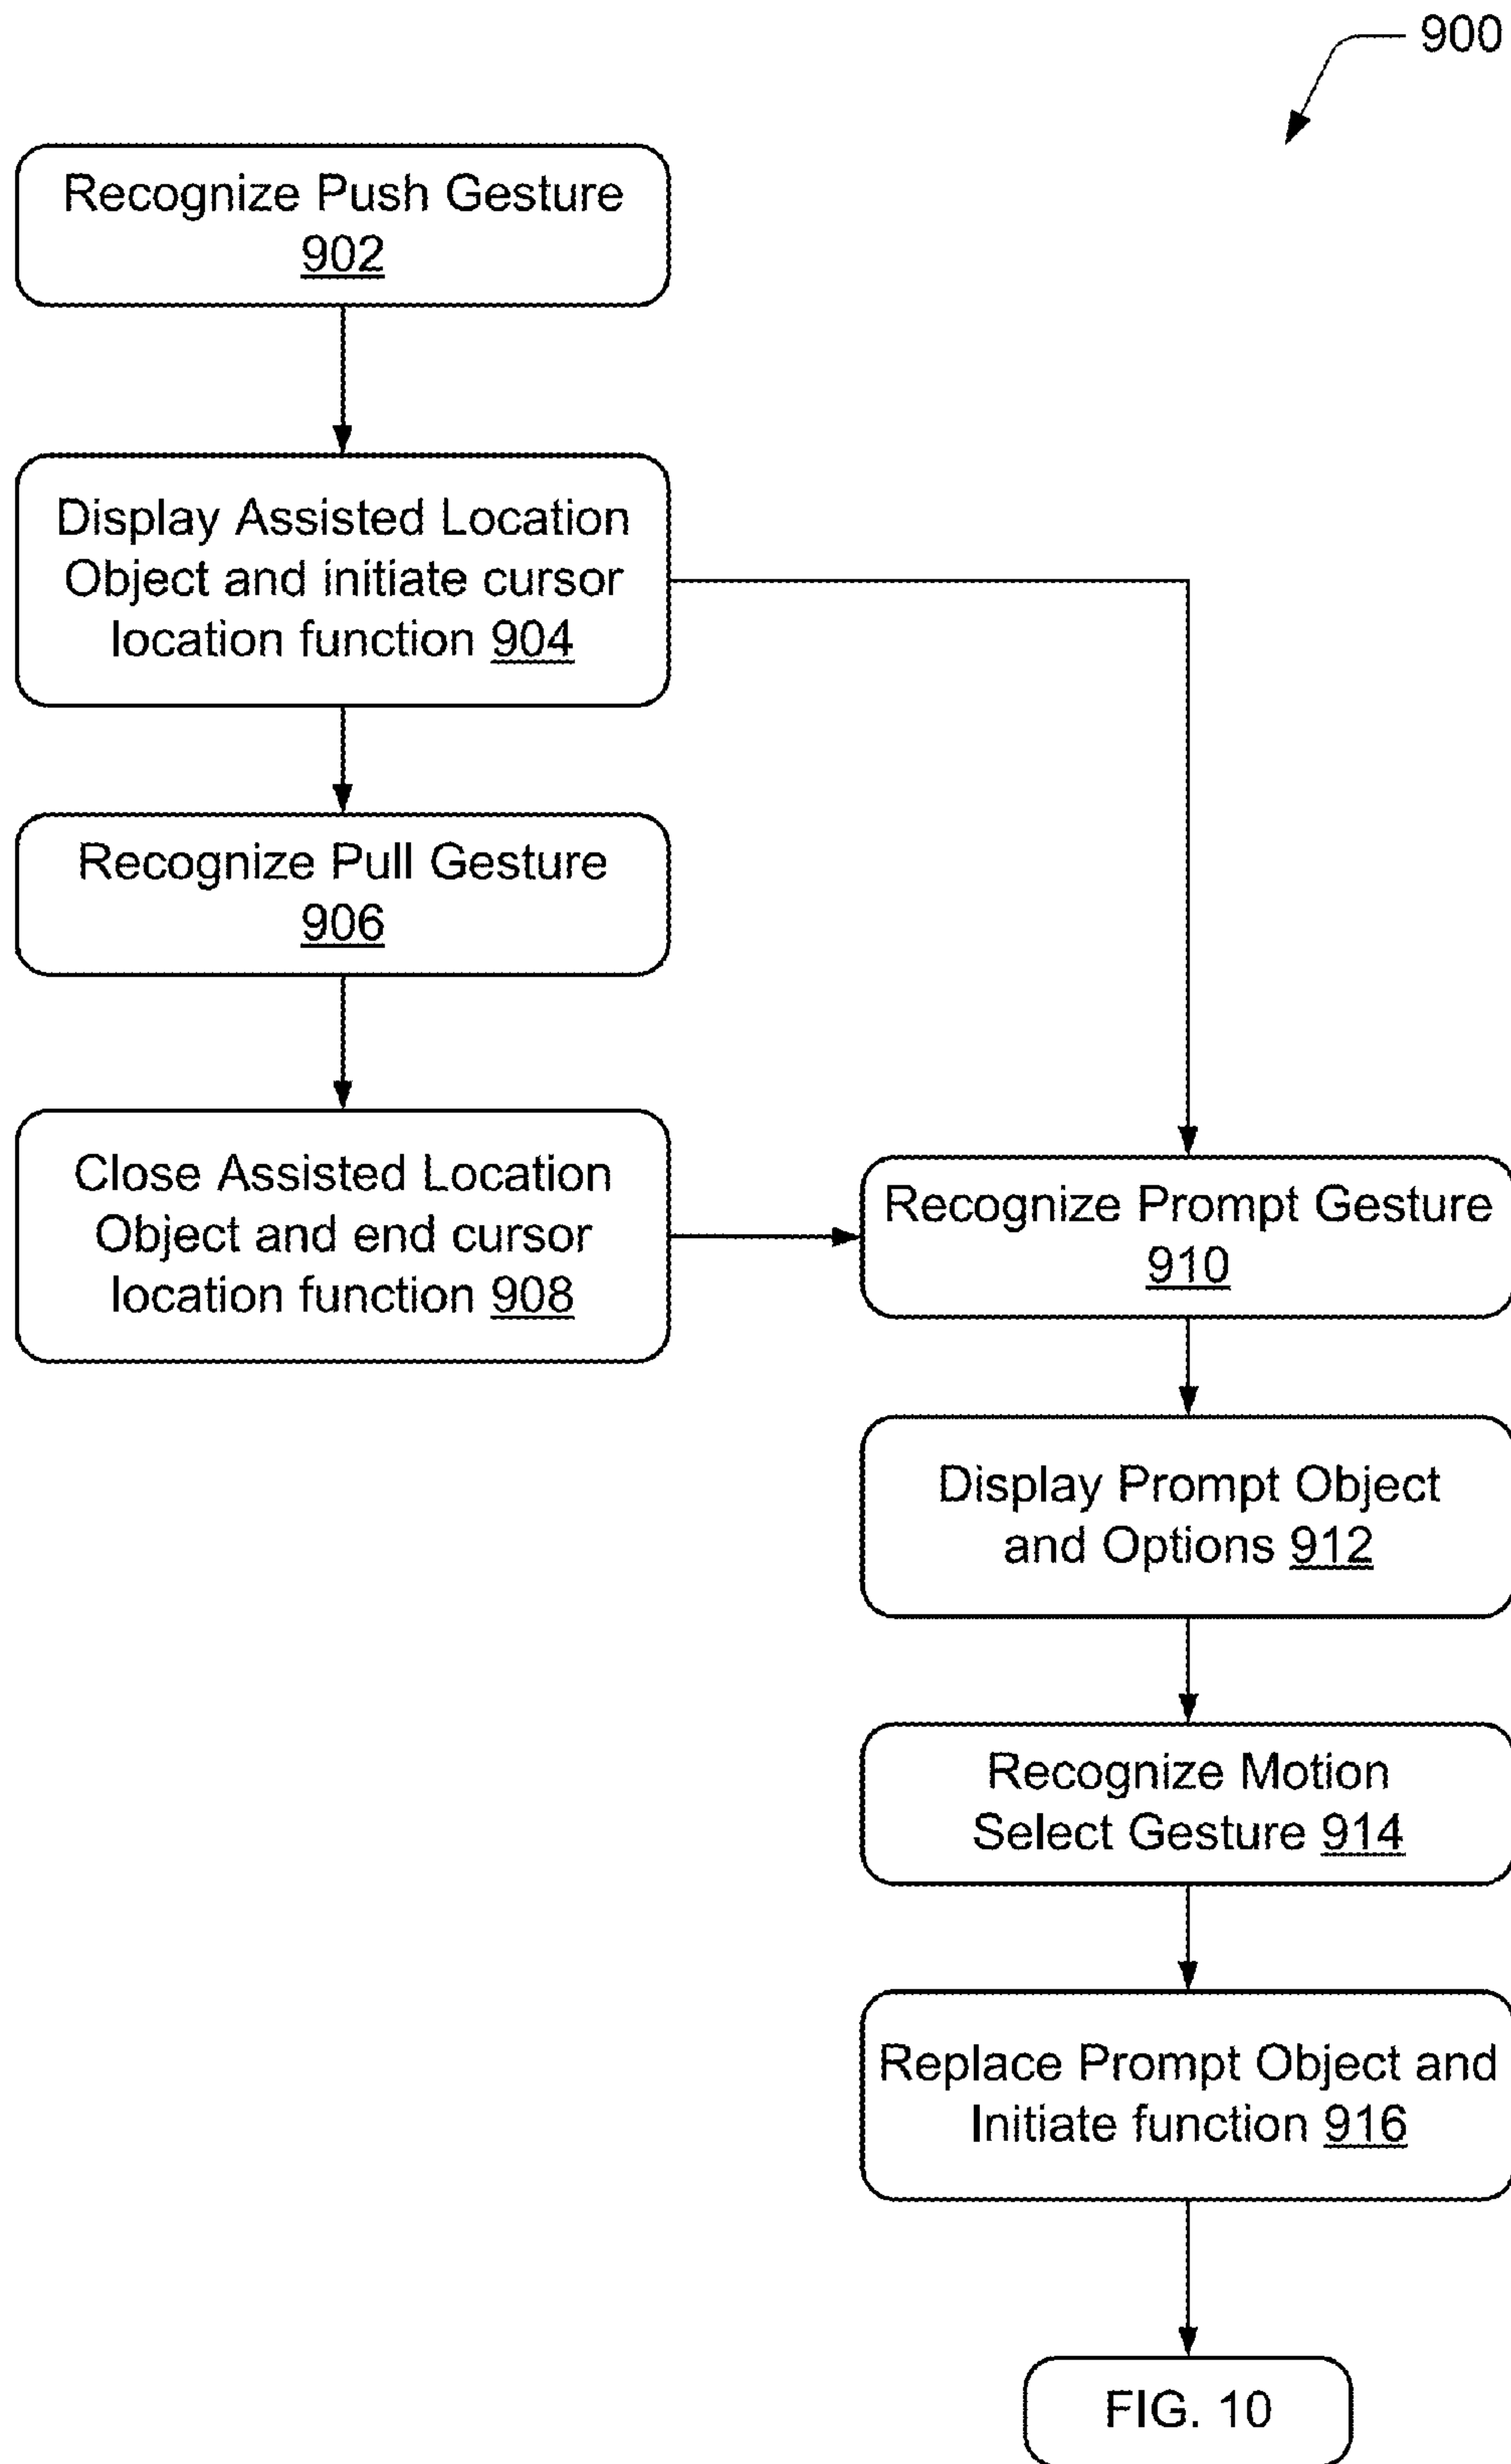 900
Recognize Push Gesture
902
Display Assisted Location
Object and initiate cursor
location function 904
Recognize Pull Gesture
906
Close Assisted Location
Object and end cursor
location function 908
Recognize Prompt Gesture
910
Display Prompt Object
and Options 912
Recognize Motion
Select Gesture 914
Replace Prompt Object and
Initiate function 916
FIG. 10